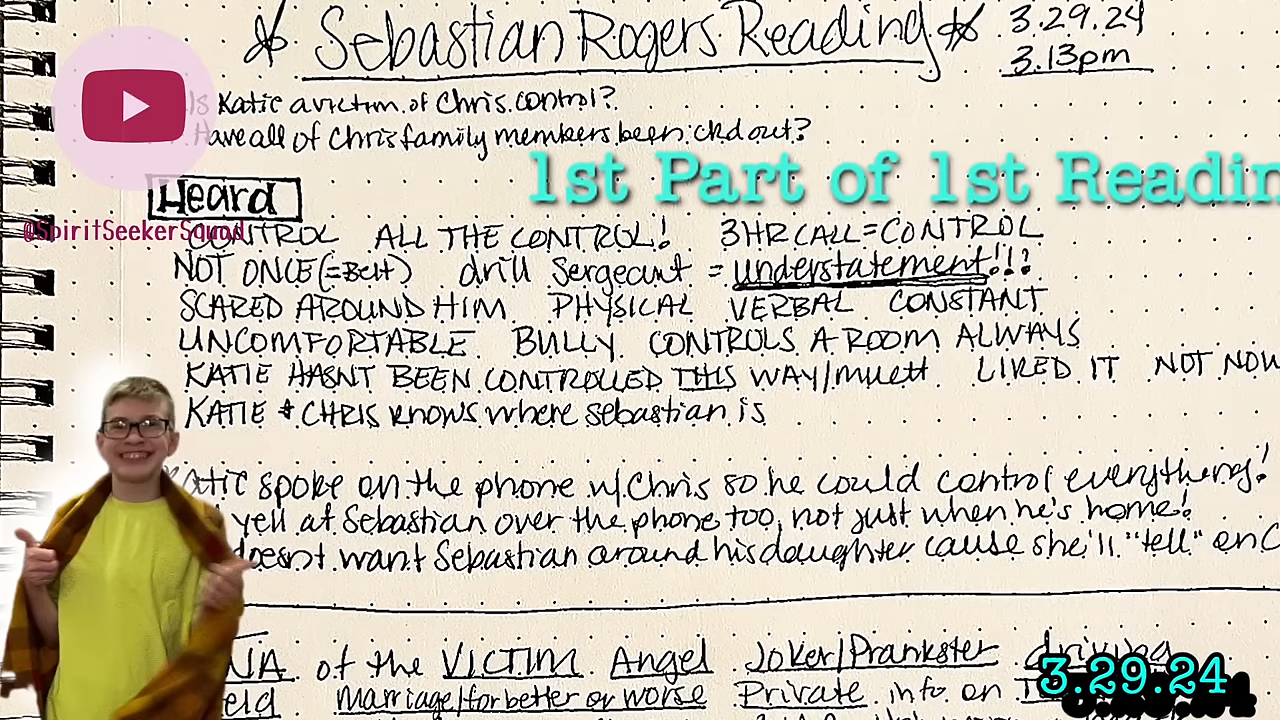 * Sebastian Rogers Reading * 3.29.24
3.13pm
Is Katie a victim of Chris control?
Have all of Chris family members been ckd out?
1st Part of 1st Readin
Heard
@SpiritSeekerSquad
CONTROL ALL THE CONTROL! 3HR CALL=CONTROL
NOT ONCE (=Belt) drill Sergeant = understatement!!!
SCARED AROUND HIM PHYSICAL VERBAL CONSTANT
UNCOMFORTABLE BULLY CONTROLS A ROOM ALWAYS
KATIE HASNT BEEN CONTROLLED THIS WAY/much LIKED IT NOT NOW
KATIE & CHRIS knows where sebastian is
Katie spoke on the phone w/Chris so he could control everything!
yell at Sebastian over the phone too, not just when he's home!
doesnt want Sebastian around his daughter cause she'll "tell" on C
of the VICTIM Angel Joker/Prankster driving
marriage/for better or worse Private info on
3.29.24